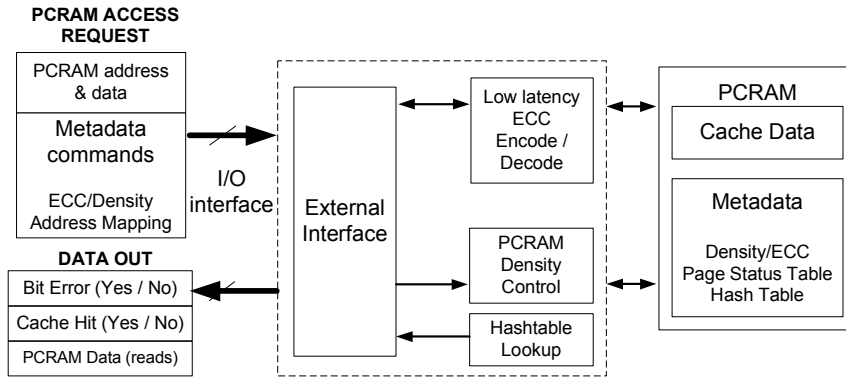 PCRAM ACCESS
REQUEST
PCRAM address
& data
Metadata
commands
ECC/Density
Address Mapping
I/O
interface
DATA OUT
Bit Error (Yes / No)
Cache Hit (Yes / No)
PCRAM Data (reads)
External
Interface
Low latency
ECC
Encode /
Decode
PCRAM
Density
Control
Hashtable
Lookup
PCRAM
Cache Data
Metadata
Density/ECC
Page Status Table
Hash Table